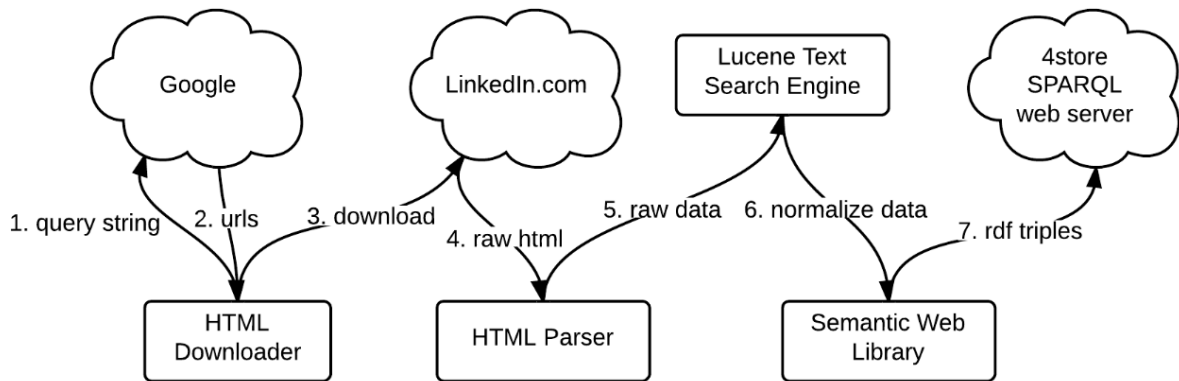 Google
LinkedIn.com
Lucene Text
Search Engine
4store
SPARQL
web server
1. query string
2. urls
3. download
4. raw html
5. raw data
6. normalize data
7. rdf triples
HTML
Downloader
HTML Parser
Semantic Web
Library